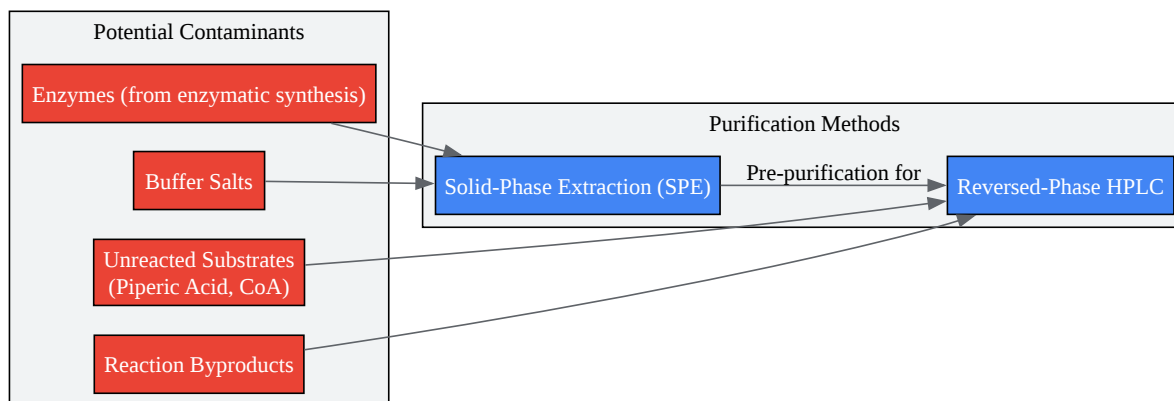 Potential Contaminants
Enzymes (from enzymatic synthesis)
Buffer Salts
Unreacted Substrates
(Piperic Acid, CoA)
Reaction Byproducts
Purification Methods
Solid-Phase Extraction (SPE)
Pre-purification for
Reversed-Phase HPLC